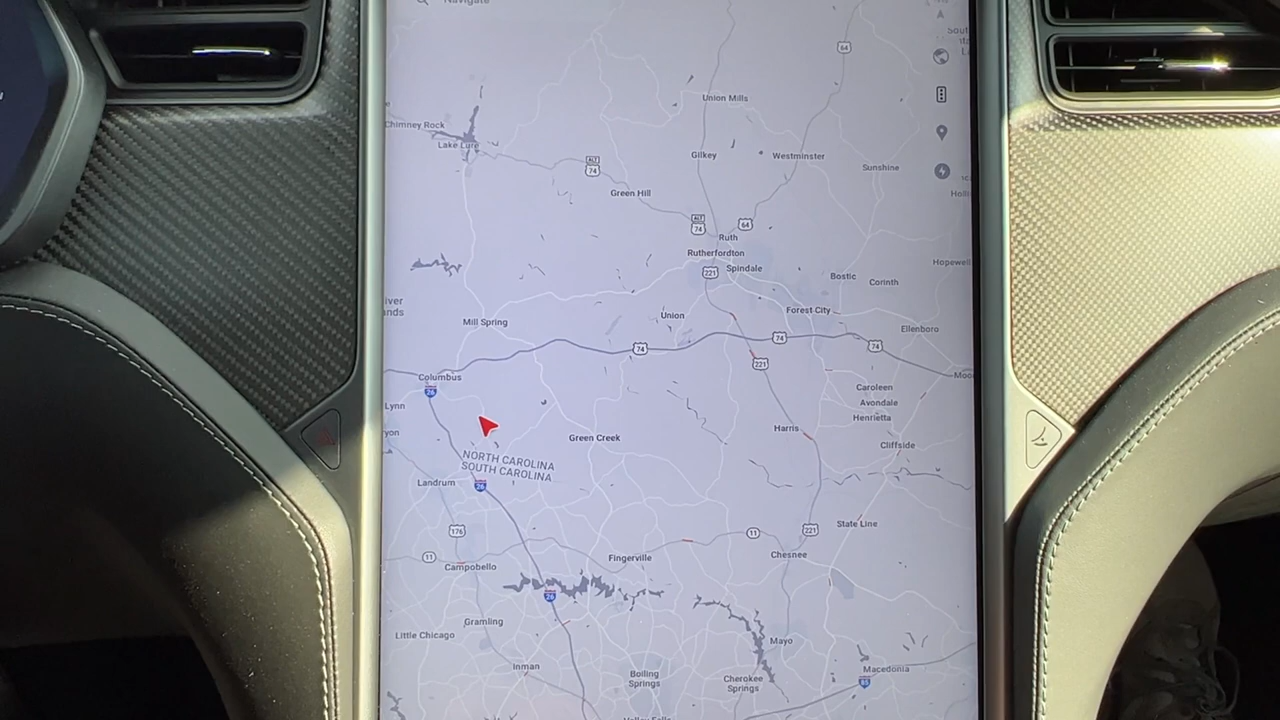 Navigate
64
Union Mills
Chimney Rock
Lake Lure
Gilkey
Westminster
Sunshine
ALT
74
Green Hill
ALT
74
64
Ruth
Rutherfordton
221
Spindale
Hopewell
Bostic
Corinth
Forest City
Union
Mill Spring
Ellenboro
74
74
74
221
Columbus
26
Caroleen
Avondale
Henrietta
Lynn
Harris
Green Creek
Cliffside
NORTH CAROLINA
SOUTH CAROLINA
Landrum
26
176
221
State Line
11
11
Chesnee
Fingerville
Campobello
26
Gramling
Little Chicago
Mayo
Inman
Boiling
Springs
Cherokee
Springs
Macedonia
85